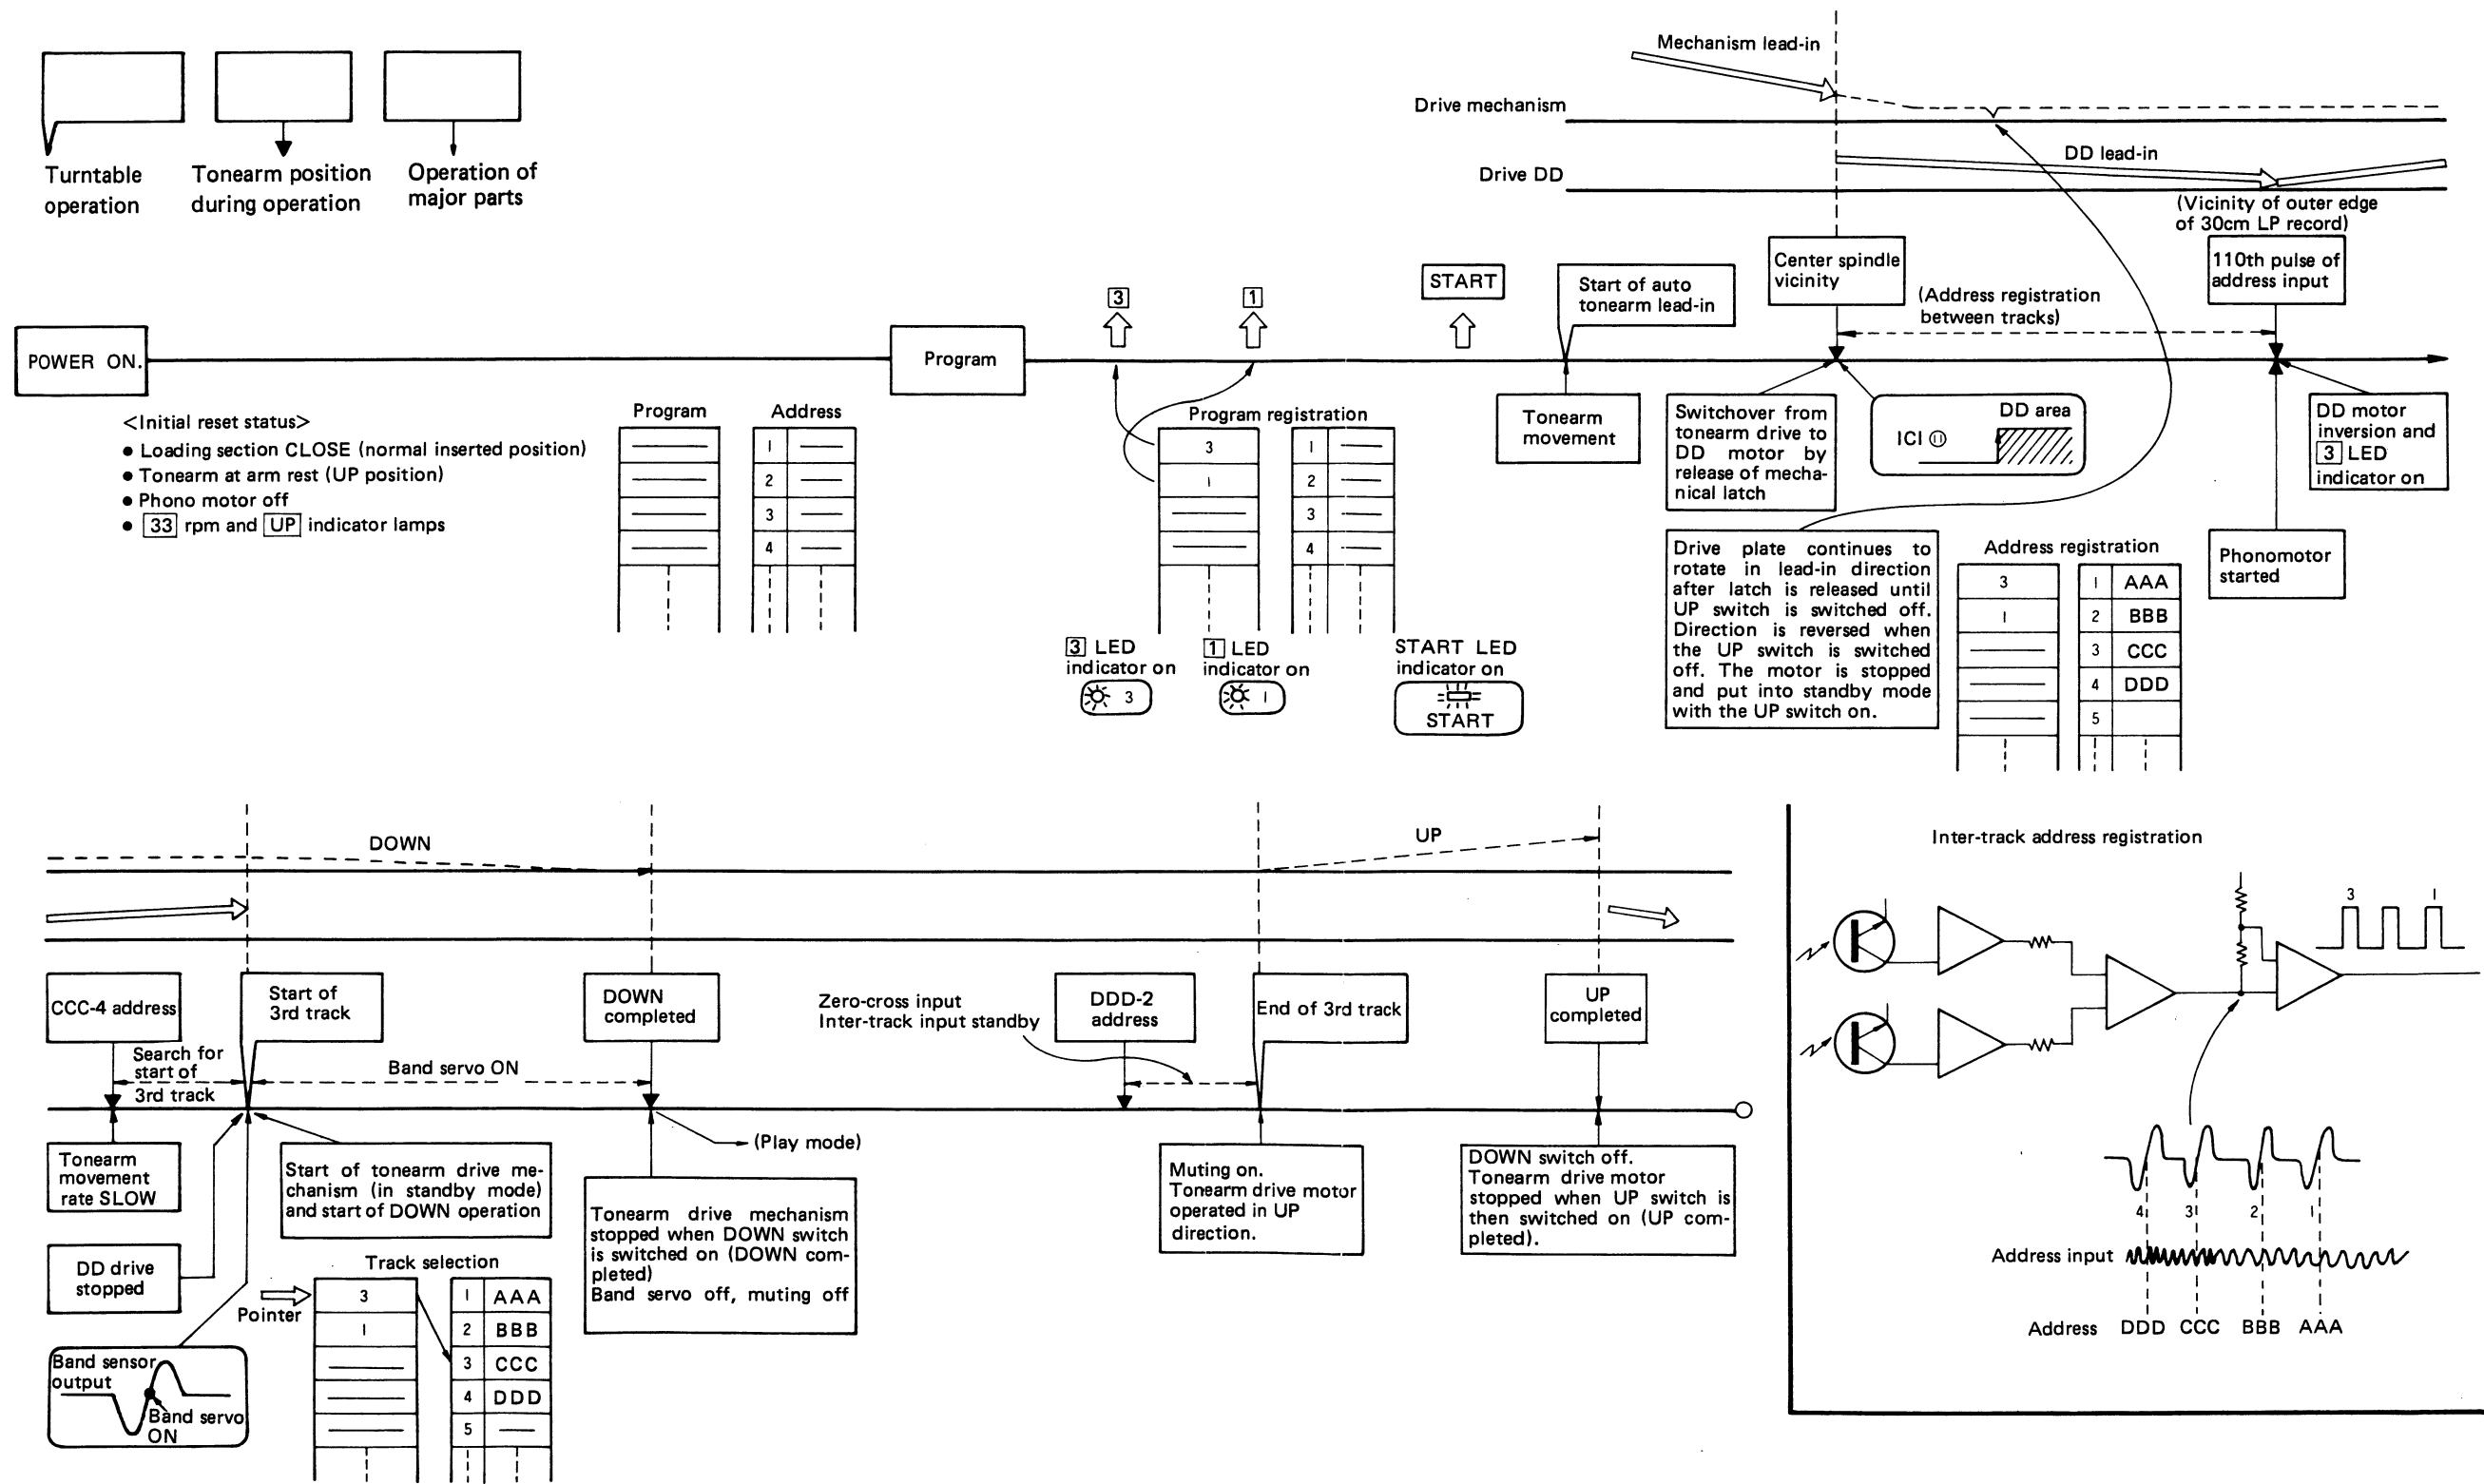 Turntable
operation
Tonearm position
during operation
Operation of
major parts
Mechanism lead-in
Drive mechanism
DD lead-in
Drive DD
(Vicinity of outer edge
of 30cm LP record)
POWER ON.
Program
3
1
START
Start of auto
tonearm lead-in
Center spindle
vicinity
(Address registration
between tracks)
110th pulse of
address input
<Initial reset status>
● Loading section CLOSE (normal inserted position)
● Tonearm at arm rest (UP position)
● Phono motor off
● 33 rpm and UP indicator lamps
Program
Address
1
2
3
4
Program registration
3
1
1
2
3
4
3 LED
indicator on
3
1 LED
indicator on
1
START LED
indicator on
START
Tonearm
movement
Switchover from
tonearm drive to
DD motor by
release of mecha-
nical latch
DD area
ICI ⑪
DD motor
inversion and
3 LED
indicator on
Drive plate continues to
rotate in lead-in direction
after latch is released until
UP switch is switched off.
Direction is reversed when
the UP switch is switched
off. The motor is stopped
and put into standby mode
with the UP switch on.
Address registration
3
1
1 AAA
2 BBB
3 CCC
4 DDD
5
Phonomotor
started
DOWN
UP
CCC-4 address
Start of
3rd track
Search for
start of
3rd track
Band servo ON
DOWN
completed
Zero-cross input
Inter-track input standby
DDD-2
address
End of 3rd track
UP
completed
Tonearm
movement
rate SLOW
DD drive
stopped
Start of tonearm drive me-
chanism (in standby mode)
and start of DOWN operation
(Play mode)
Tonearm drive mechanism
stopped when DOWN switch
is switched on (DOWN com-
pleted)
Band servo off, muting off
Muting on.
Tonearm drive motor
operated in UP
direction.
DOWN switch off.
Tonearm drive motor
stopped when UP switch is
then switched on (UP com-
pleted).
Track selection
Pointer
3
1
1 AAA
2 BBB
3 CCC
4 DDD
5
Band sensor
output
Band servo
ON
Inter-track address registration
3 1
4 3 2 1
Address input
Address DDD CCC BBB AAA